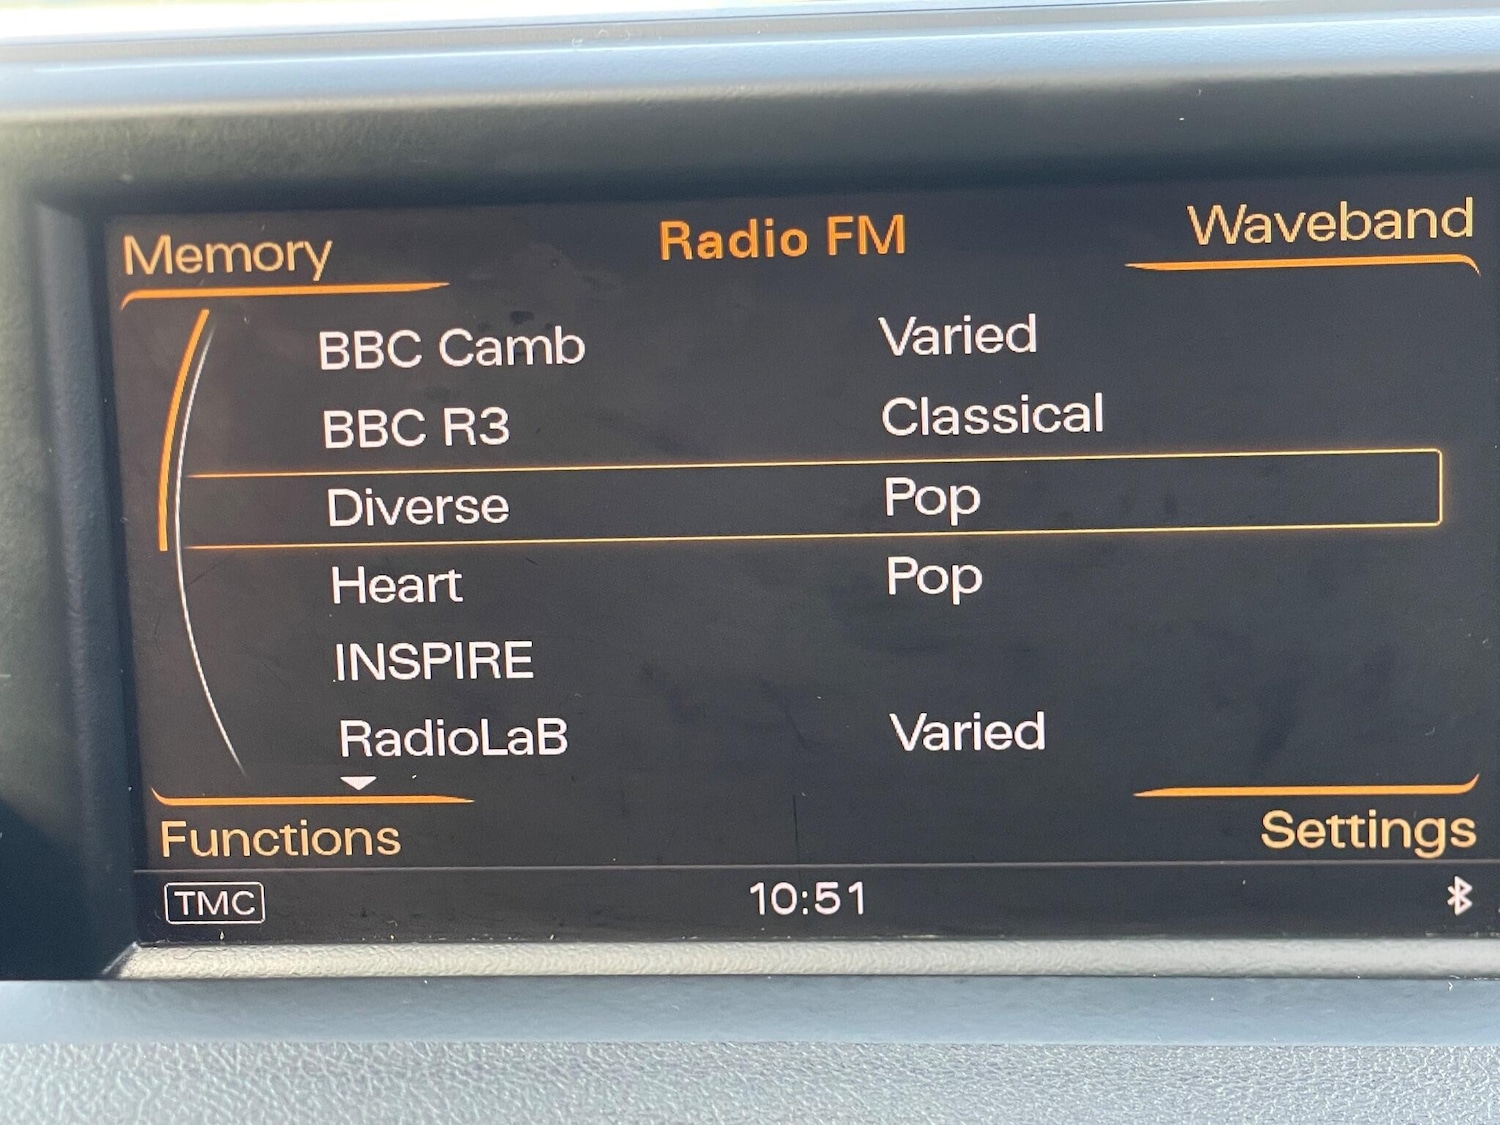 Memory Radio FM Waveband
BBC Camb Varied
BBC R3 Classical
Diverse Pop
Heart Pop
INSPIRE
RadioLaB Varied
Functions Settings
TMC 10:51